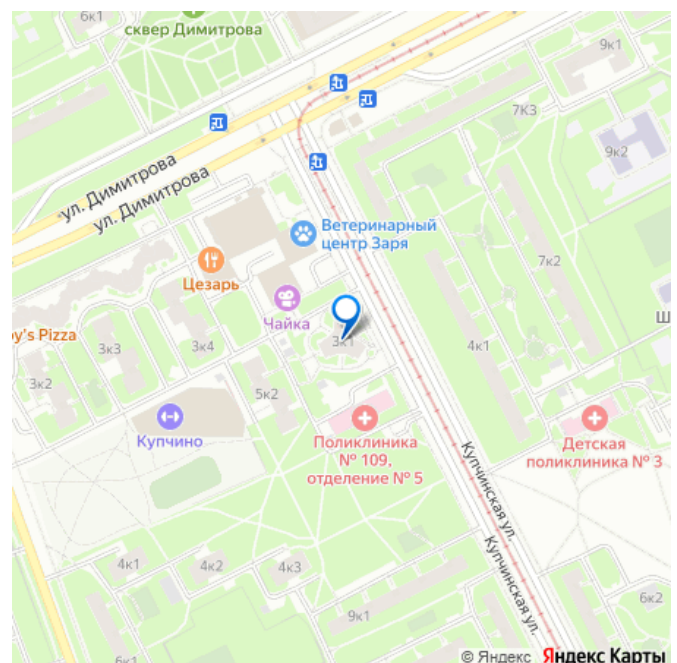 сквер Димитрова
9к1
7К3
9к2
ул. Димитрова
ул. Димитрова
Ветеринарный
центр Заря
Цезарь
7к2
Чайка
Ш
y's Pizza
3к3
3к4
3к1
4к1
3к2
5к2
Купчино
Поликлиника
№ 109,
отделение № 5
Детская
поликлиника № 3
Купчинская ул.
Купчинская ул.
4к1
4к2
4к3
6к2
9к1
6к1
© Яндекс Яндекс Карты